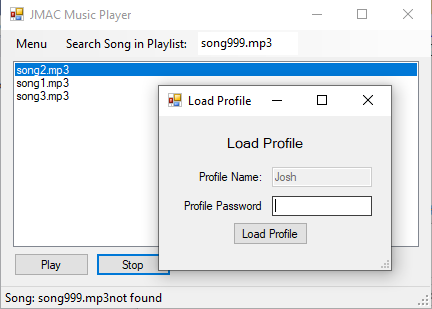 JMAC Music Player
Menu Search Song in Playlist: song999.mp3
song2.mp3
song1.mp3
song3.mp3
Load Profile
Load Profile
Profile Name: Josh
Profile Password
Load Profile
Play Stop
Song: song999.mp3not found